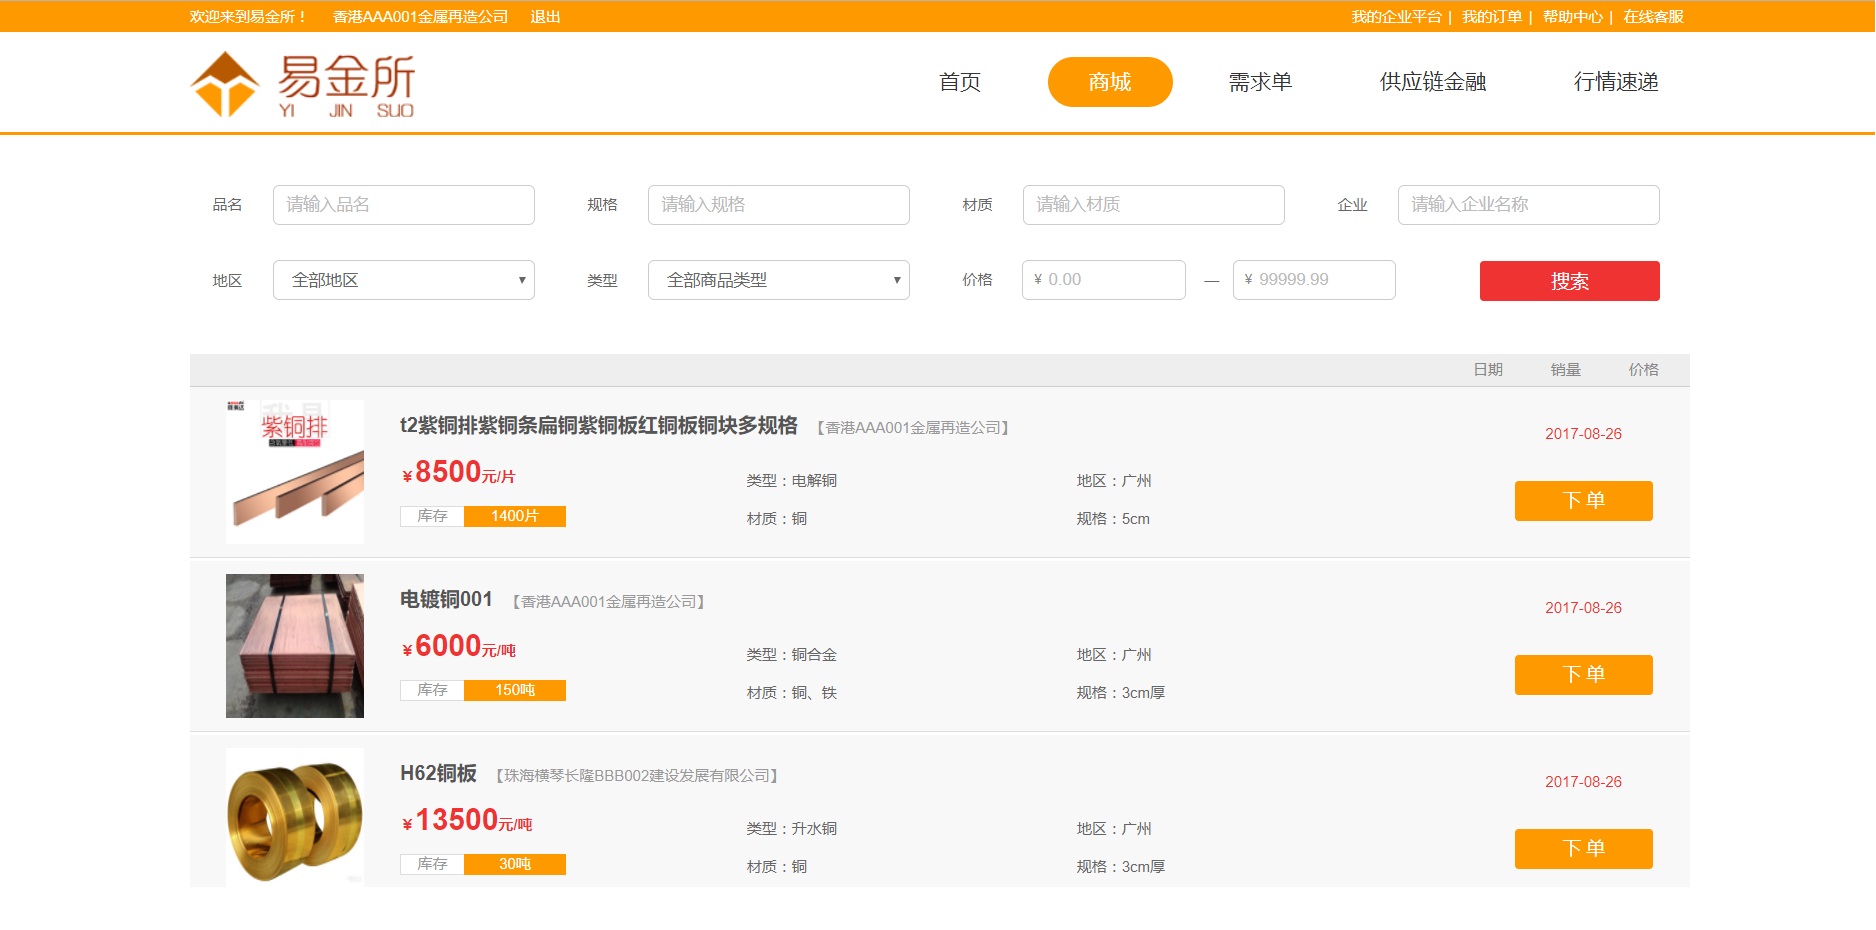 欢迎来到易金所！ 香港AAA001金属再造公司 退出 我的企业平台 | 我的订单 | 帮助中心 | 在线客服
易金所
YI JIN SUO
首页 商城 需求单 供应链金融 行情速递
品名 请输入品名 规格 请输入规格 材质 请输入材质 企业 请输入企业名称
地区 全部地区 类型 全部商品类型 价格 ¥ 0.00 — ¥ 99999.99 搜索
日期 销量 价格
紫铜排
t2紫铜排紫铜条扁铜紫铜板红铜板铜块多规格 【香港AAA001金属再造公司】
2017-08-26
¥8500元/片
类型：电解铜 地区：广州
下单
库存 1400片
材质：铜 规格：5cm
电镀铜001 【香港AAA001金属再造公司】
2017-08-26
¥6000元/吨
类型：铜合金 地区：广州
下单
库存 150吨
材质：铜、铁 规格：3cm厚
H62铜板 【珠海横琴长隆BBB002建设发展有限公司】
2017-08-26
¥13500元/吨
类型：升水铜 地区：广州
下单
库存 30吨
材质：铜 规格：3cm厚